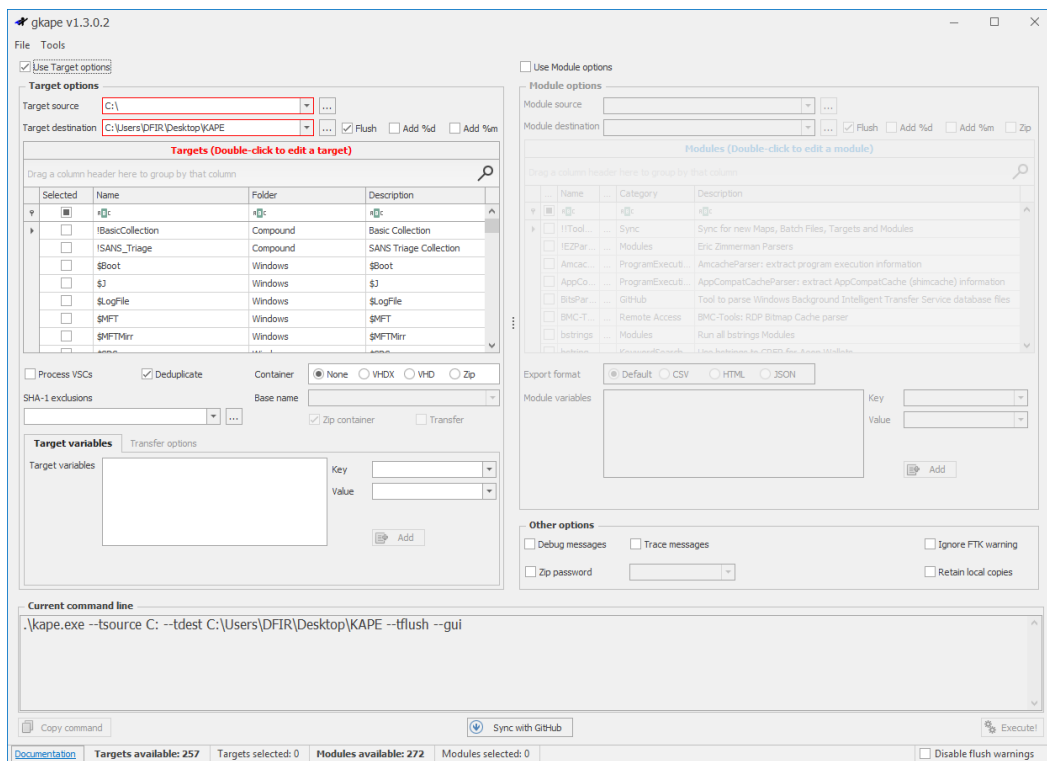 gkape v1.3.0.2
File Tools
Use Target options
Target options
Target source C:\ ...
Target destination C:\Users\DFIR\Desktop\KAPE ... Flush Add %d Add %m
Targets (Double-click to edit a target)
Drag a column header here to group by that column
Selected Name Folder Description
!BasicCollection Compound Basic Collection
!SANS_Triage Compound SANS Triage Collection
$Boot Windows $Boot
$J Windows $J
$LogFile Windows $LogFile
$MFT Windows $MFT
$MFTMirr Windows $MFTMirr
Process VSCs Deduplicate Container None VHDX VHD Zip
SHA-1 exclusions Base name
... Zip container Transfer
Target variables Transfer options
Target variables Key
Value
Add
Use Module options
Module options
Module source ...
Module destination ... Flush Add %d Add %m Zip
Modules (Double-click to edit a module)
Drag a column header here to group by that column
... Name ... Category Description
!!Tool... ... Sync Sync for new Maps, Batch Files, Targets and Modules
!EZPar... ... Modules Eric Zimmerman Parsers
Amcac... ... ProgramExecuti... AmcacheParser: extract program execution information
AppCo... ... ProgramExecuti... AppCompatCacheParser: extract AppCompatCache (shimcache) information
BitsPar... ... GitHub Tool to parse Windows Background Intelligent Transfer Service database files
BMC-T... ... Remote Access BMC-Tools: RDP Bitmap Cache parser
bstrings ... Modules Run all bstrings Modules
Export format Default CSV HTML JSON
Module variables Key
Value
Add
Other options
Debug messages Trace messages Ignore FTK warning
Zip password Retain local copies
Current command line
.\kape.exe --tsource C: --tdest C:\Users\DFIR\Desktop\KAPE --tflush --gui
Copy command Sync with GitHub Execute!
Documentation Targets available: 257 Targets selected: 0 Modules available: 272 Modules selected: 0 Disable flush warnings